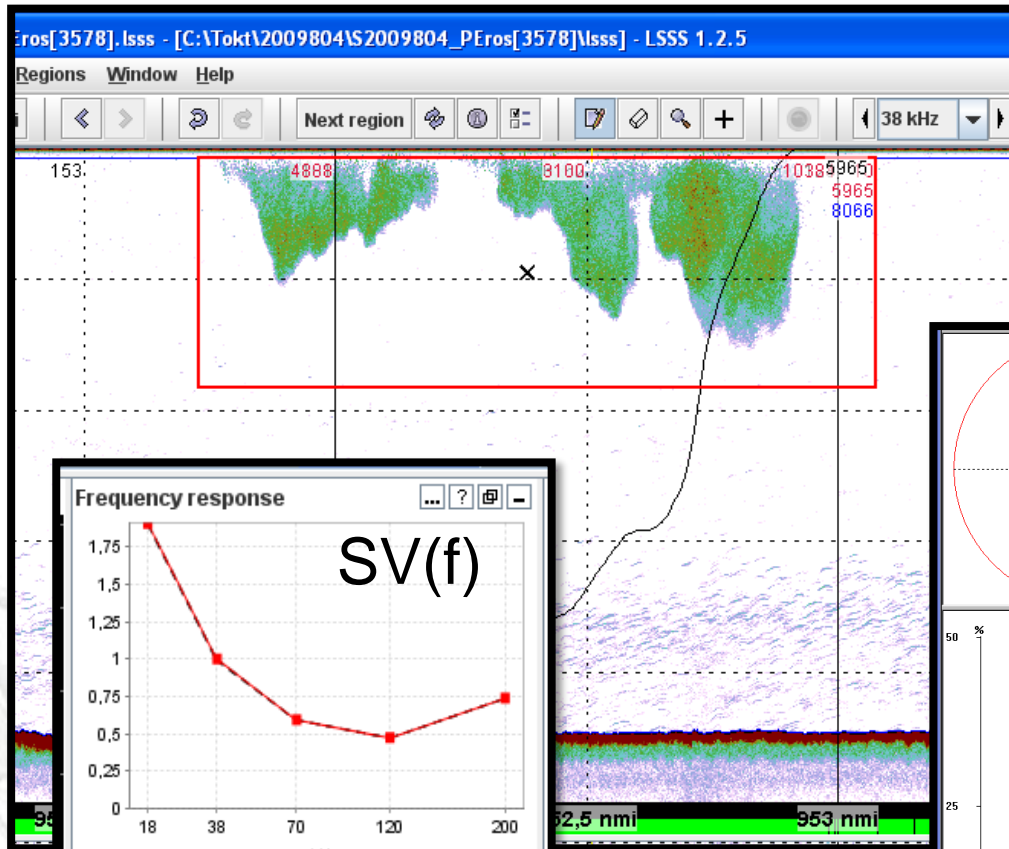 Eros[3578].lsss - [C:\Tokt\2009804\S2009804_PEros[3578]\lsss] - LSSS 1.2.5
Regions Window Help
Next region
38 kHz
153
4888
8100
5965
5965
8066
Frequency response
... ?
SV(f)
1,75
1,5
1,25
1
0,75
0,5
0,25
0
18 38 70 120 200
50 %
25
2,5 nmi
953 nmi